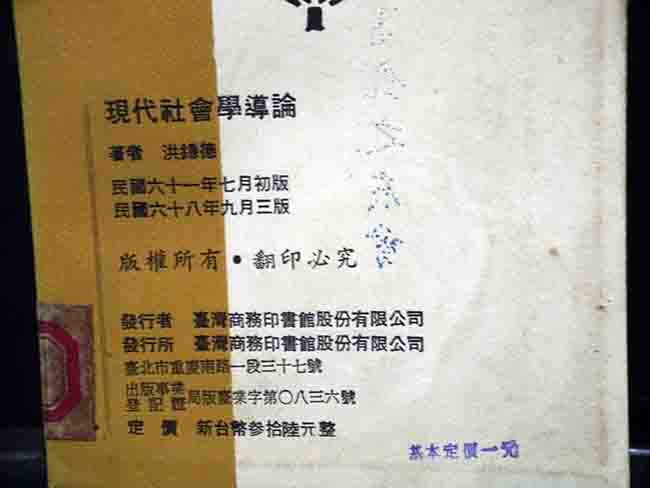 現代社會學導論
著者 洪鎌德
民國六十一年七月初版
民國六十八年九月三版
版權所有・翻印必究
發行者 臺灣商務印書館股份有限公司
發行所 臺灣商務印書館股份有限公司
臺北市重慶南路一段三十七號
出版事業登記證 局版臺業字第〇八三六號
定價 新台幣參拾陸元整
基本定價一元